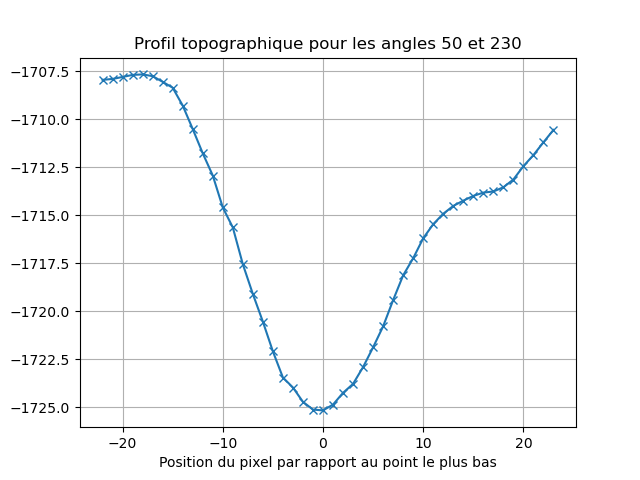 Profil topographique pour les angles 50 et 230
−1707.5
−1710.0
−1712.5
−1715.0
−1717.5
−1720.0
−1722.5
−1725.0
−20 −10 0 10 20
Position du pixel par rapport au point le plus bas